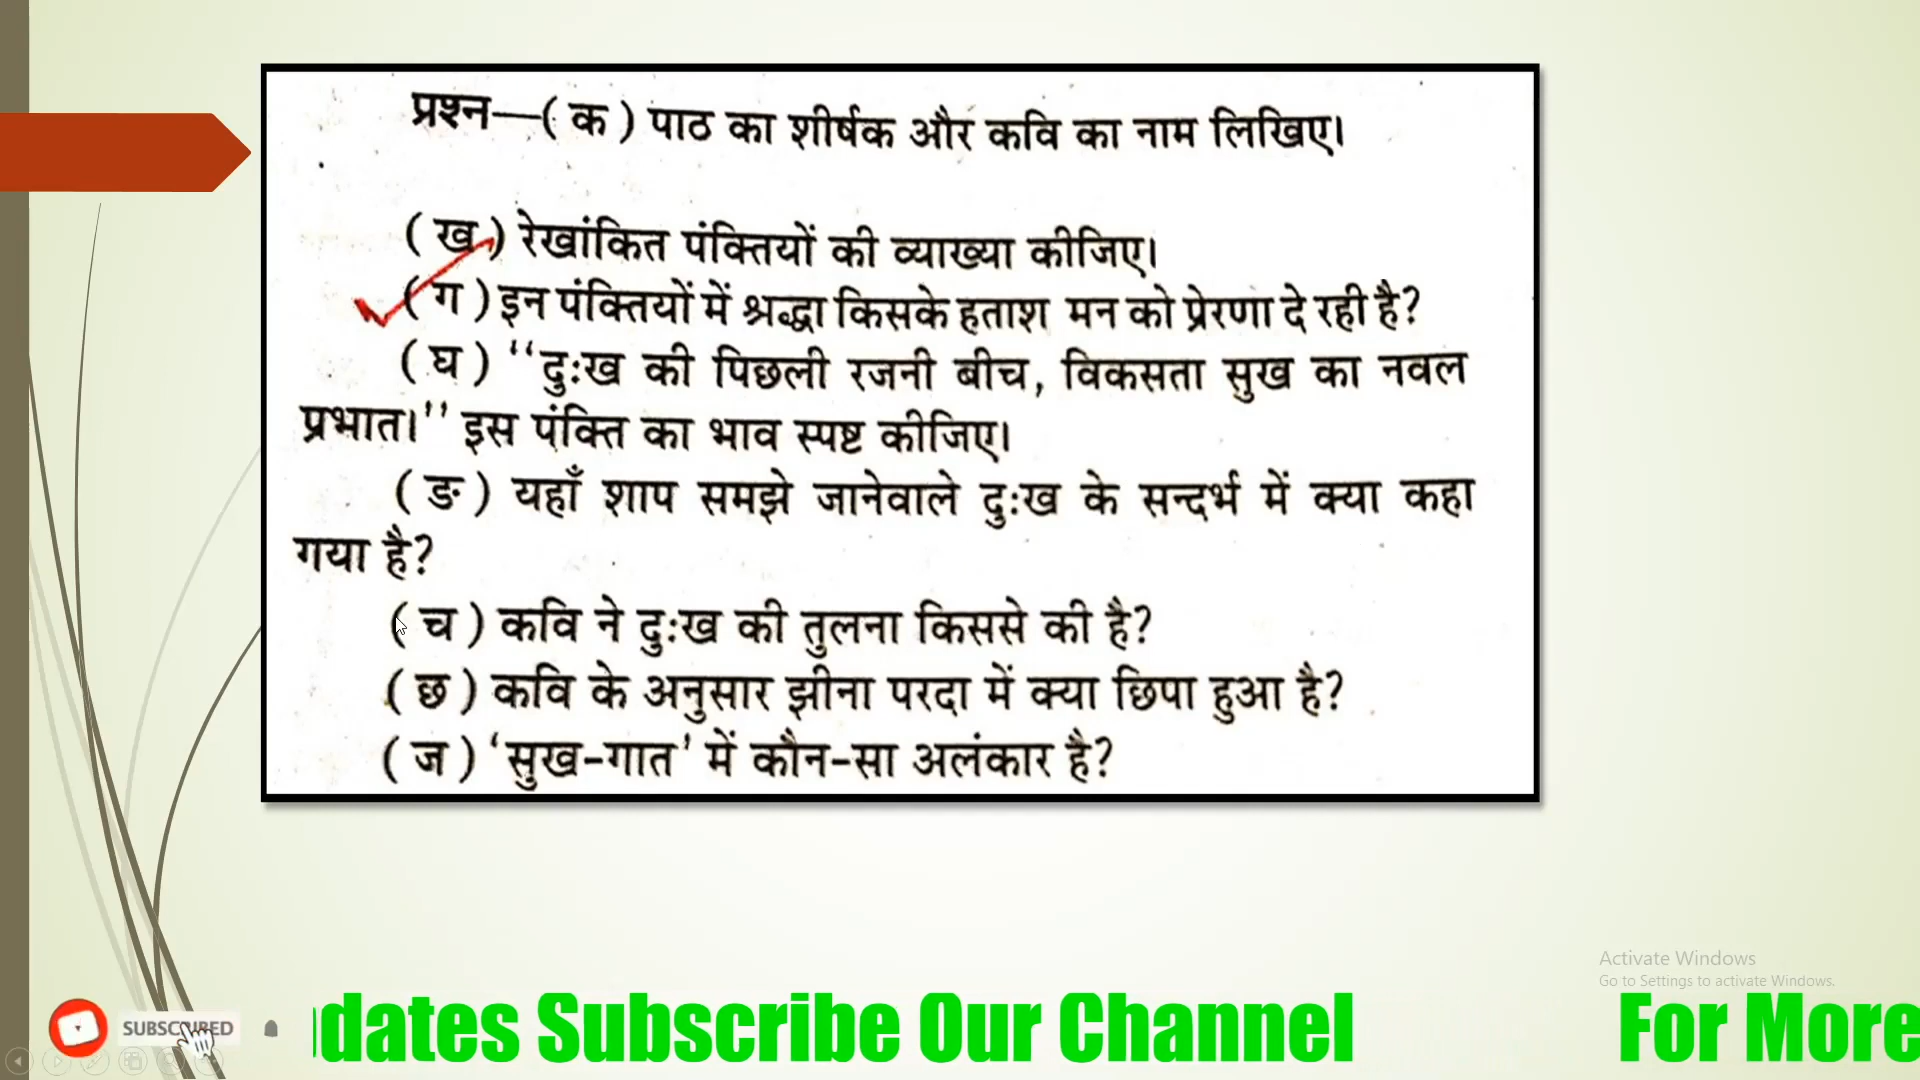 प्रश्न—( क ) पाठ का शीर्षक और कवि का नाम लिखिए।
( ख ) रेखांकित पंक्तियों की व्याख्या कीजिए।
( ग ) इन पंक्तियों में श्रद्धा किसके हताश मन को प्रेरणा दे रही है?
( घ ) ‘‘दुःख की पिछली रजनी बीच, विकसता सुख का नवल
प्रभात।’’ इस पंक्ति का भाव स्पष्ट कीजिए।
( ङ ) यहाँ शाप समझे जानेवाले दुःख के सन्दर्भ में क्या कहा
गया है?
( च ) कवि ने दुःख की तुलना किससे की है?
( छ ) कवि के अनुसार झीना परदा में क्या छिपा हुआ है?
( ज ) ‘सुख-गात’ में कौन-सा अलंकार है?
Activate Windows
Go to Settings to activate Windows.
SUBSCRIBED
dates Subscribe Our Channel For More